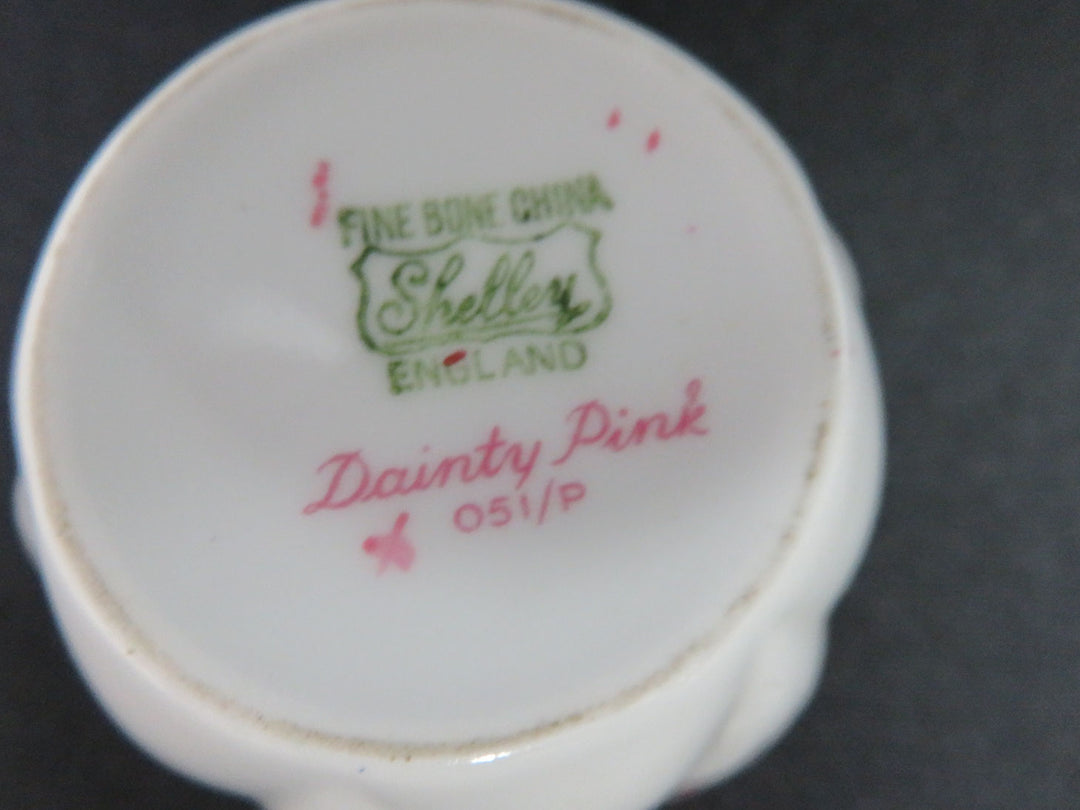 FINE BONE CHINA
Shelley
ENGLAND
Dainty Pink
051/P